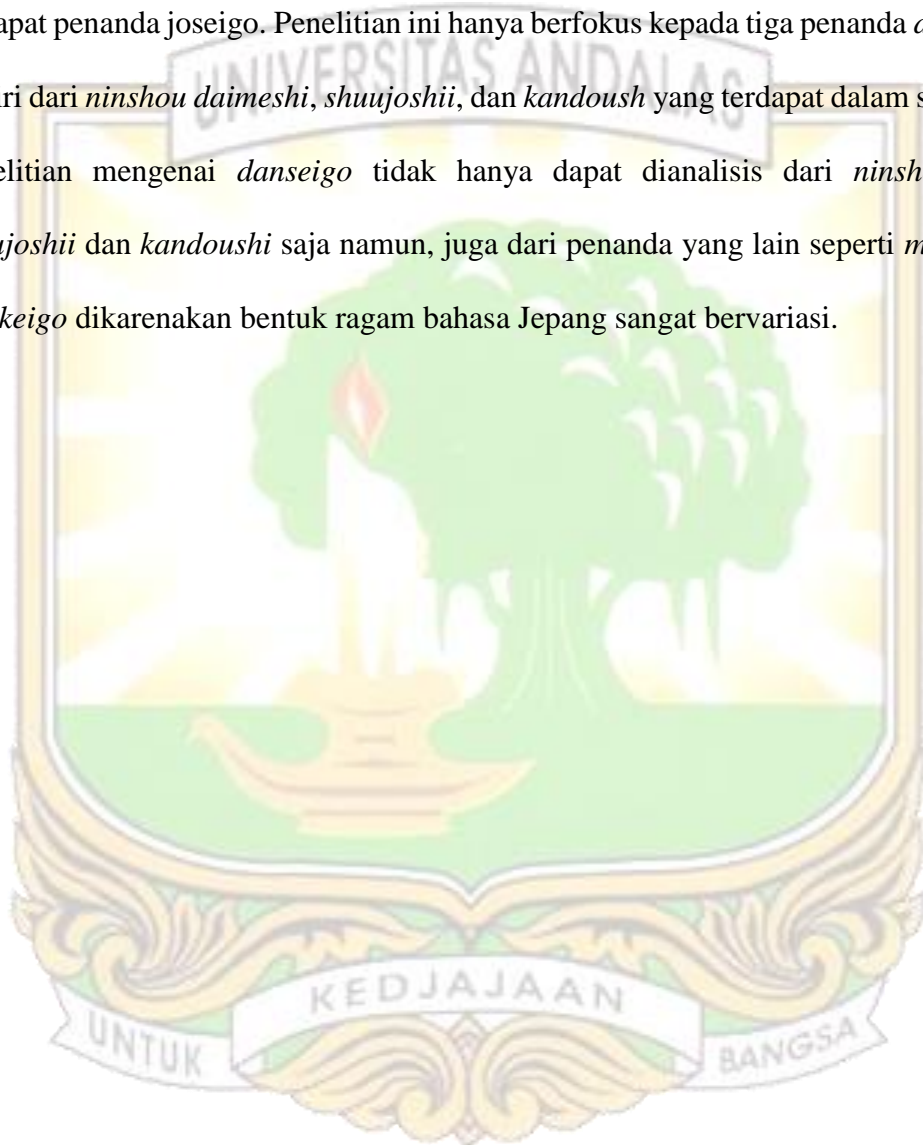 apat penanda joseigo. Penelitian ini hanya berfokus kepada tiga penanda
iri dari ninshou daimeshi, shuujoshii, dan kandoush yang terdapat dalam s
elitian mengenai danseigo tidak hanya dapat dianalisis dari ninsh
ujoshii dan kandoushi saja namun, juga dari penanda yang lain seperti m
keigo dikarenakan bentuk ragam bahasa Jepang sangat bervariasi.
UNIVERSITAS ANDALAS
KEDJAJAAN
UNTUK BANGSA